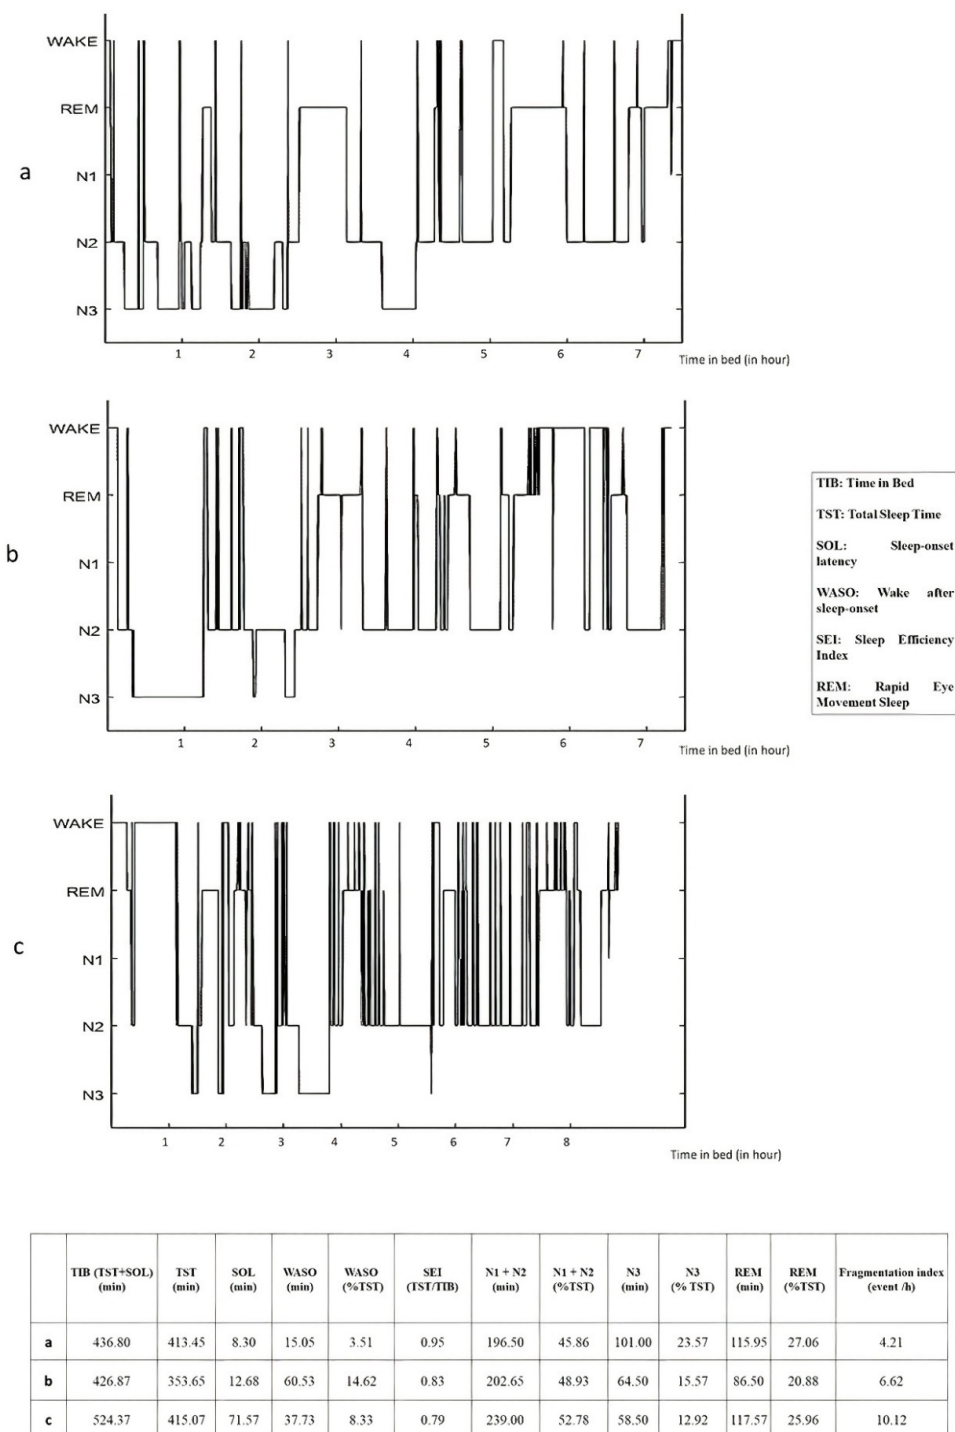 WAKE
REM
N1
N2
N3
a
1 2 3 4 5 6 7
Time in bed (in hour)
WAKE
REM
N1
N2
N3
b
1 2 3 4 5 6 7
Time in bed (in hour)
TIB: Time in Bed
TST: Total Sleep Time
SOL: Sleep-onset
latency
WASO: Wake after
sleep-onset
SEI: Sleep Efficiency
Index
REM: Rapid Eye
Movement Sleep
WAKE
REM
N1
N2
N3
c
1 2 3 4 5 6 7 8
Time in bed (in hour)
TIB (TST+SOL) (min) TST (min) SOL (min) WASO (min) WASO (%TST) SEI (TST/TIB) N1 + N2 (min) N1 + N2 (%TST) N3 (min) N3 (% TST) REM (min) REM (%TST) Fragmentation index (event /h)
a 436.80 413.45 8.30 15.05 3.51 0.95 196.50 45.86 101.00 23.57 115.95 27.06 4.21
b 426.87 353.65 12.68 60.53 14.62 0.83 202.65 48.93 64.50 15.57 86.50 20.88 6.62
c 524.37 415.07 71.57 37.73 8.33 0.79 239.00 52.78 58.50 12.92 117.57 25.96 10.12